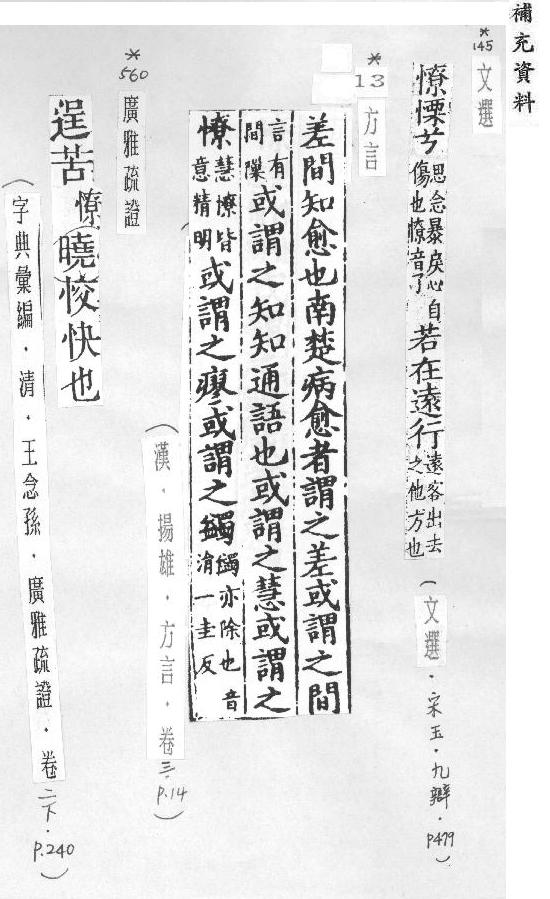 補充資料
*145
文選
憭慄兮思念暴戾心自傷也憭音了若在遠行遠客出去之他方也(文選．宋玉．九辯．P479)
*13
方言
差間知愈也南楚病愈者謂之差或謂之間
言有間隟或謂之知知通語也或謂之慧或謂之
憭慧憭皆意精明或謂之瘳或謂之蠲蠲亦除也音涓一圭反
(漢．揚雄．方言．卷三．P.14)
*560
廣雅疏證
逞苦憭曉恔快也
(字典彙編．清．王念孫．廣雅疏證．卷二下．P.240)